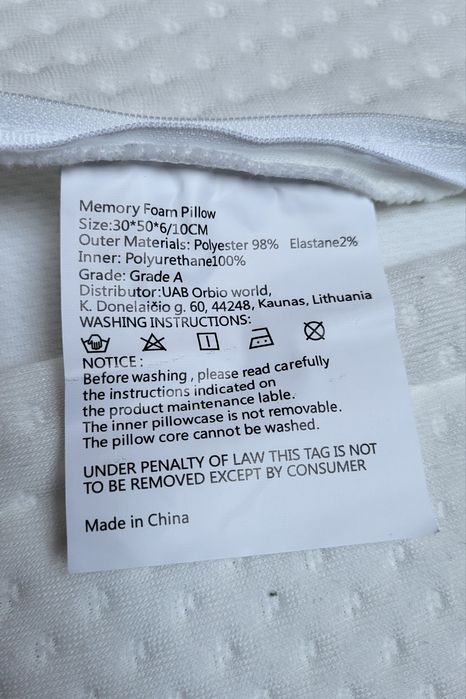 Memory Foam Pillow
Size:30*50*6/10CM
Outer Materials: Polyester 98% Elastane2%
Inner: Polyurethane100%
Grade: Grade A
Distributor:UAB Orbio world,
K. Donelaičio g. 60, 44248, Kaunas, Lithuania
WASHING INSTRUCTIONS:
NOTICE:
Before washing , please read carefully
the instructions indicated on
the product maintenance lable.
The inner pillowcase is not removable.
The pillow core cannot be washed.
UNDER PENALTY OF LAW THIS TAG IS NOT
TO BE REMOVED EXCEPT BY CONSUMER
Made in China